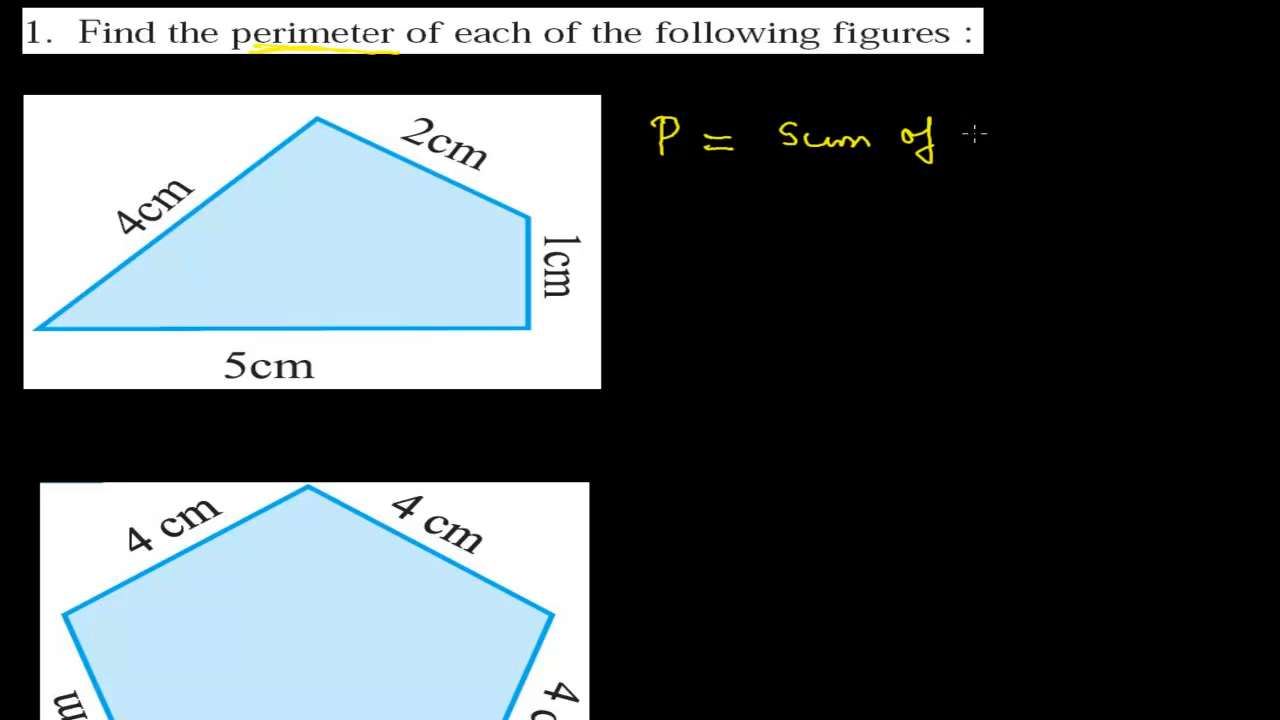 1. Find the perimeter of each of the following figures :
P = Sum of
4cm
2cm
1cm
5cm
4 cm
4 cm
4